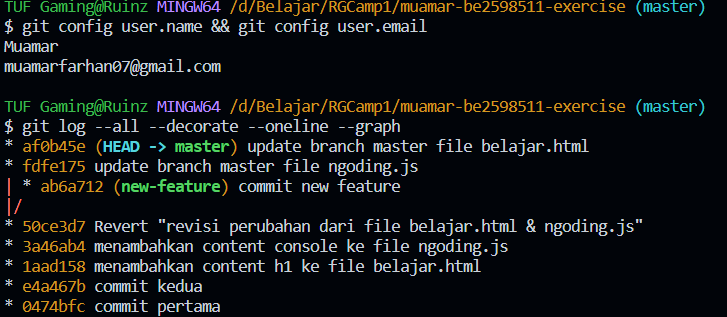 TUF Gaming@Ruinz MINGW64 /d/Belajar/RGCamp1/muamar-be2598511-exercise (master)
$ git config user.name && git config user.email
Muamar
muamarfarhan07@gmail.com
TUF Gaming@Ruinz MINGW64 /d/Belajar/RGCamp1/muamar-be2598511-exercise (master)
$ git log --all --decorate --oneline --graph
* af0b45e (HEAD -> master) update branch master file belajar.html
* fdfe175 update branch master file ngoding.js
| * ab6a712 (new-feature) commit new feature
|/
* 50ce3d7 Revert "revisi perubahan dari file belajar.html & ngoding.js"
* 3a46ab4 menambahkan content console ke file ngoding.js
* 1aad158 menambahkan content h1 ke file belajar.html
* e4a467b commit kedua
* 0474bfc commit pertama